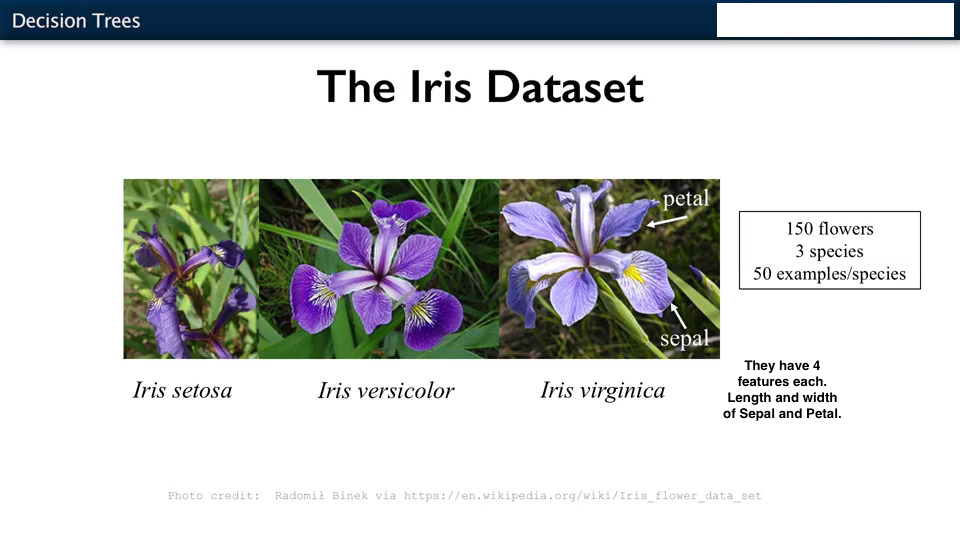 Decision Trees
The Iris Dataset
petal
sepal
150 flowers
3 species
50 examples/species
Iris setosa
Iris versicolor
Iris virginica
They have 4
features each.
Length and width
of Sepal and Petal.
Photo credit:  Radomił Binek via https://en.wikipedia.org/wiki/Iris_flower_data_set